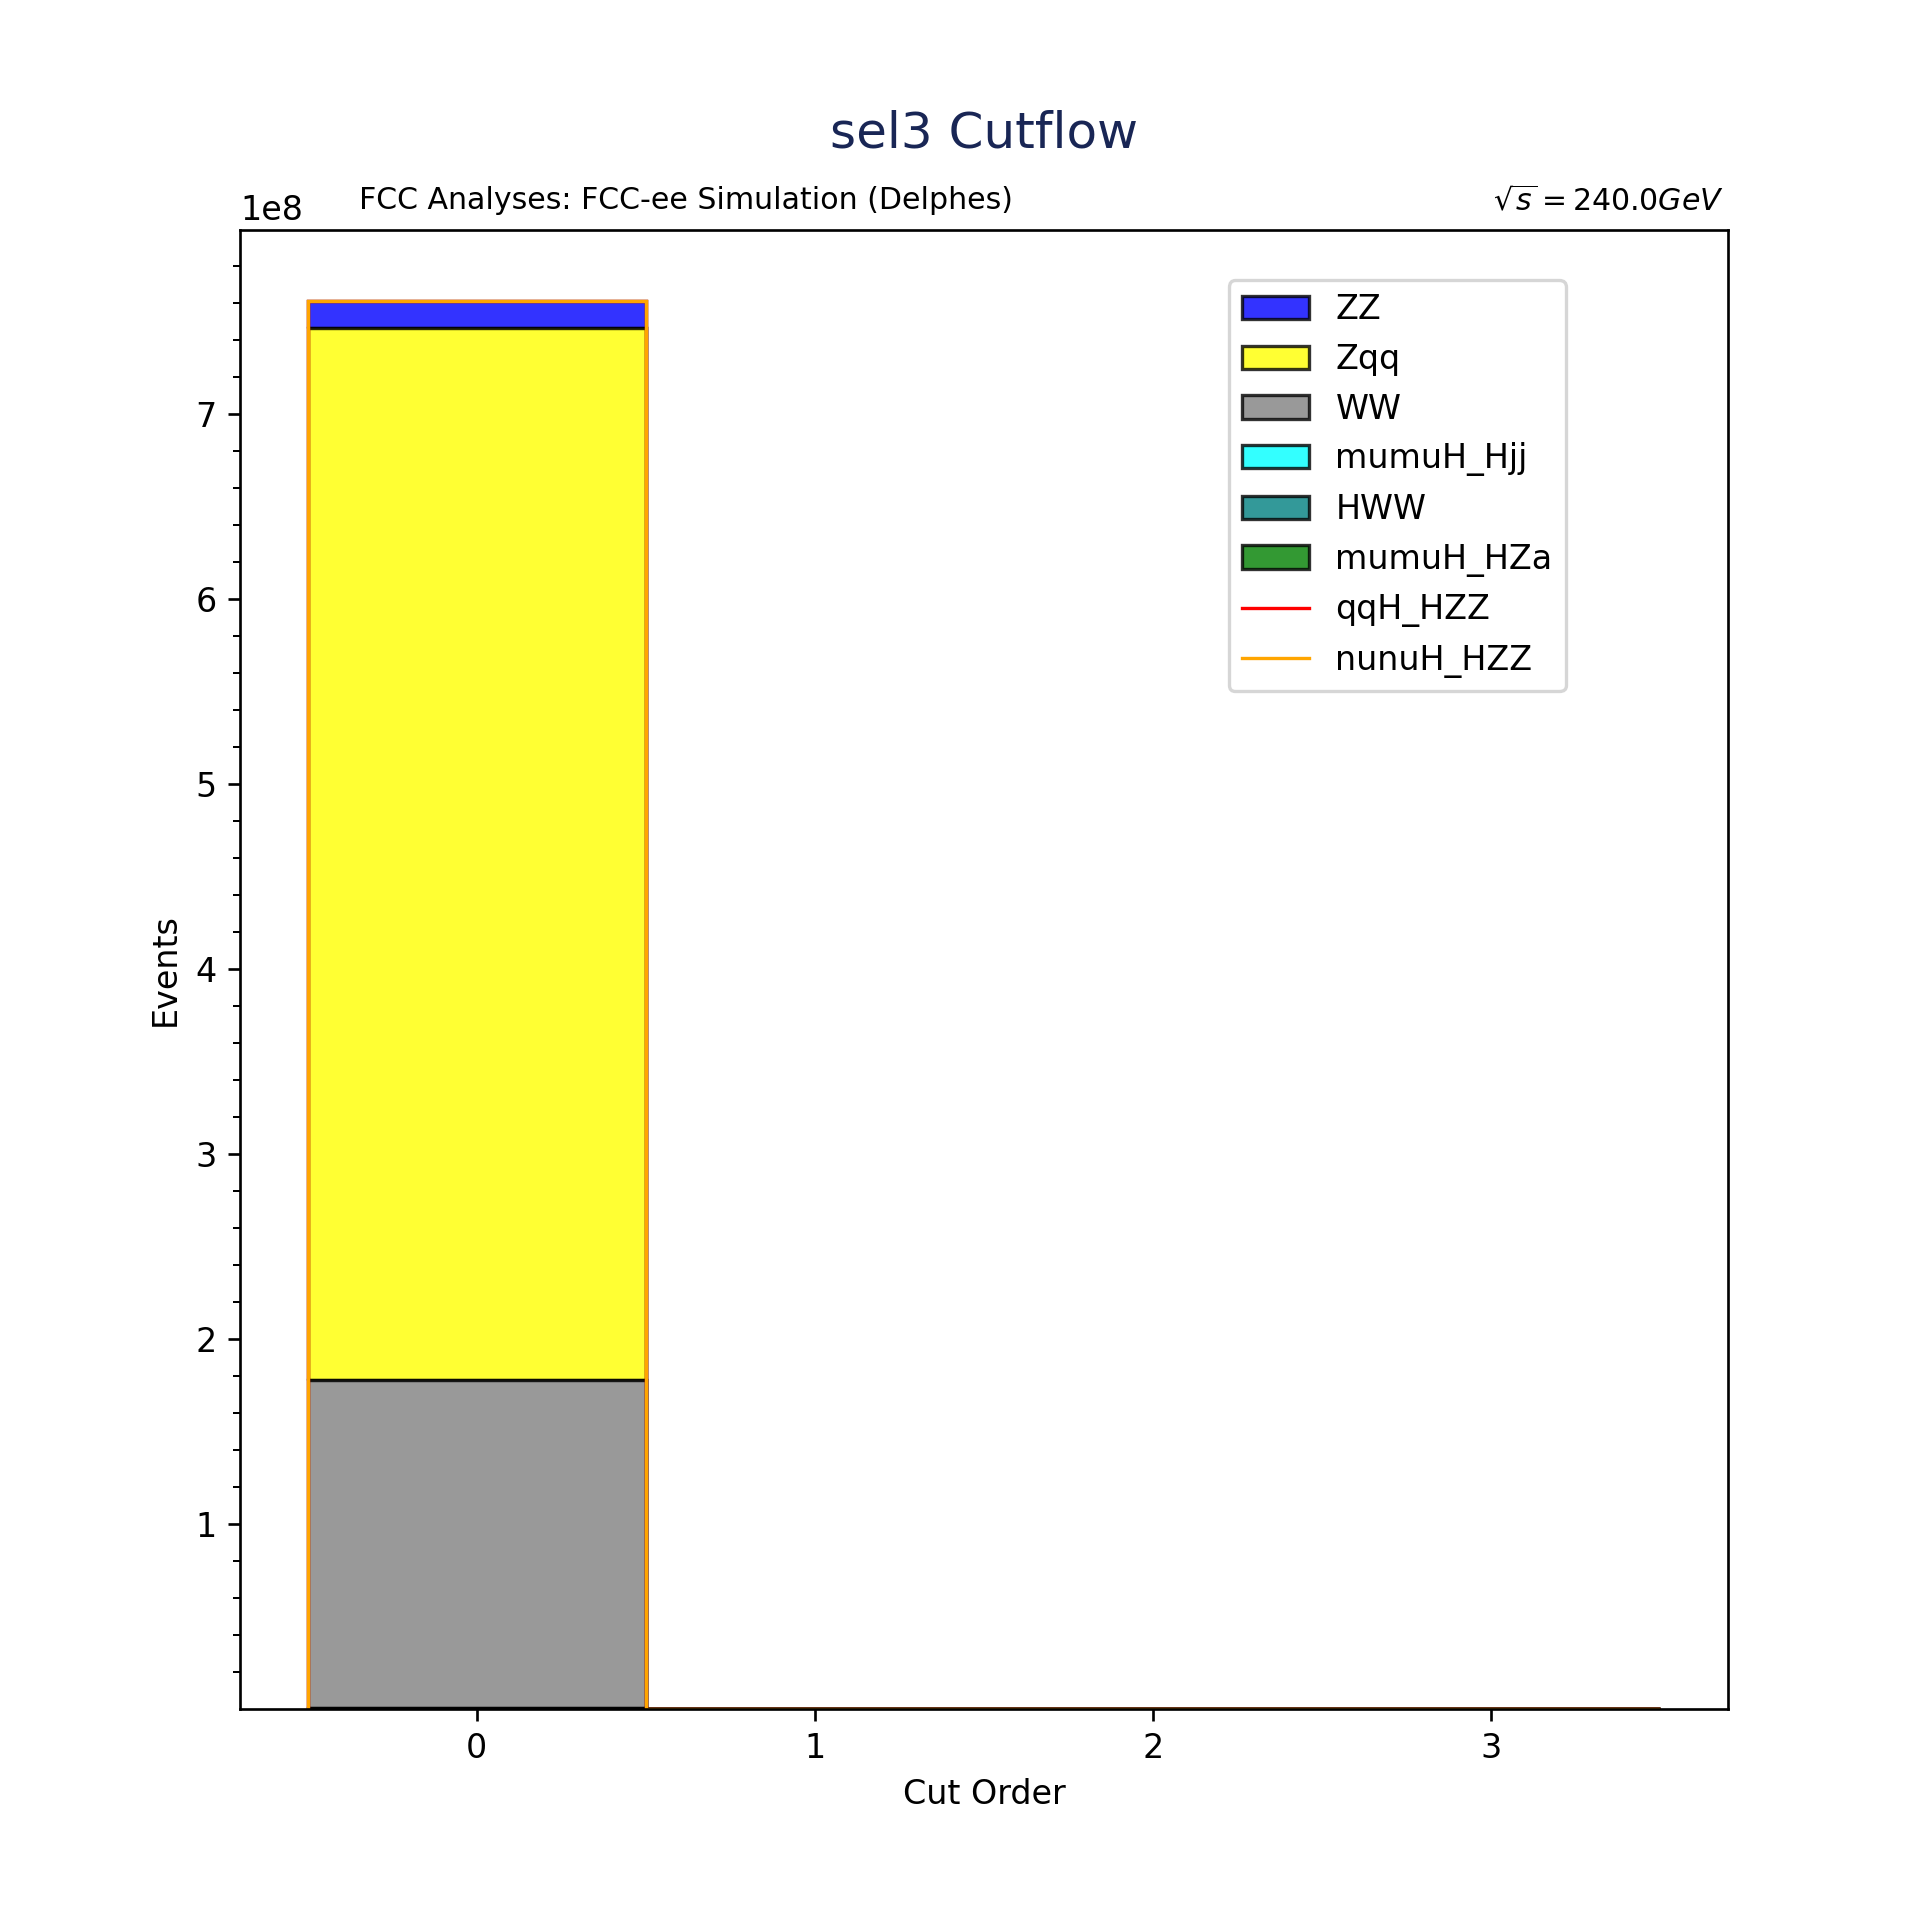 sel3 Cutflow
1e8 FCC Analyses: FCC-ee Simulation (Delphes) √s = 240.0GeV
ZZ
Zqq
WW
mumuH_Hjj
HWW
mumuH_HZa
qqH_HZZ
nunuH_HZZ
7
6
5
4
3
2
1
Events
0 1 2 3
Cut Order